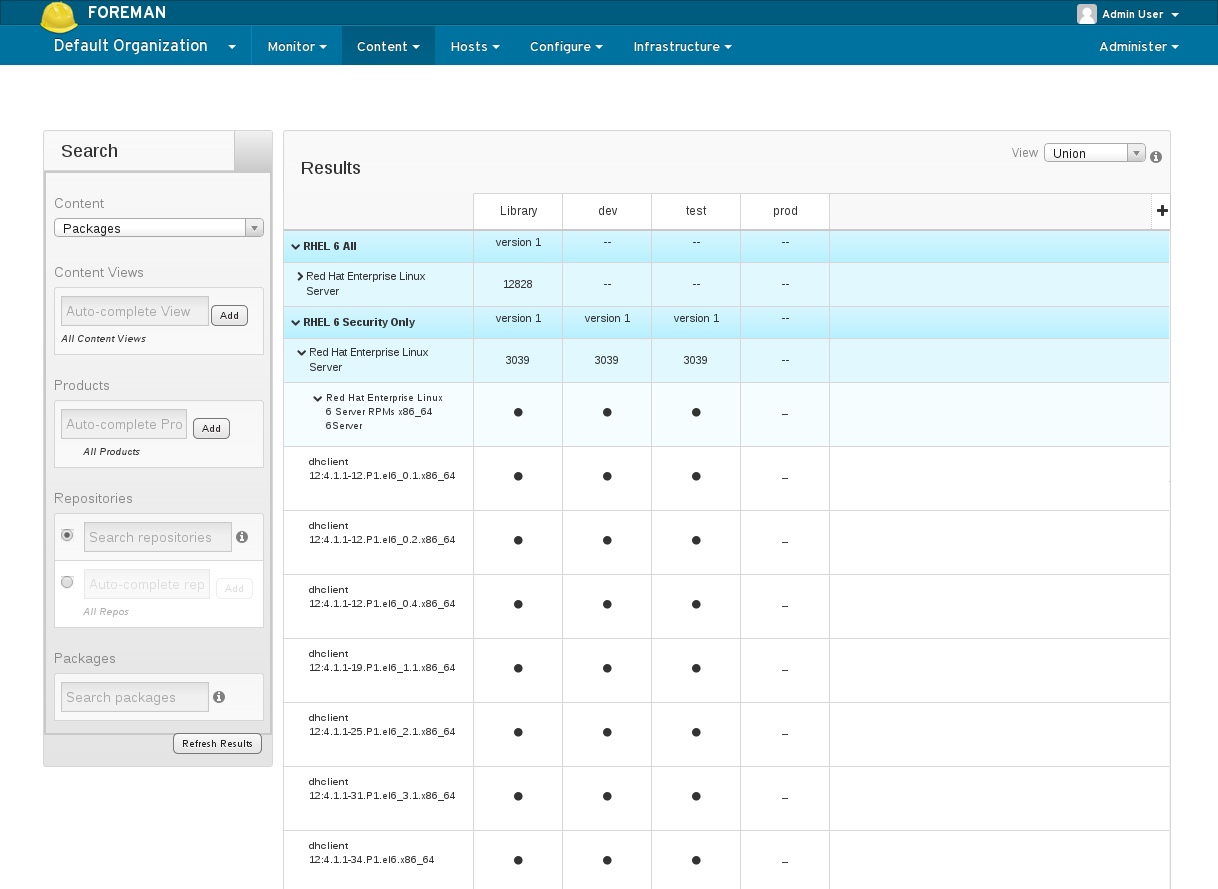 FOREMAN
Admin User
Default Organization
Monitor
Content
Hosts
Configure
Infrastructure
Administer
Search
Content
Packages
Content Views
Auto-complete View
Add
All Content Views
Products
Auto-complete Pro
Add
All Products
Repositories
Search repositories
Auto-complete rep
Add
All Repos
Packages
Search packages
Refresh Results
Results
View
Union
Library dev test prod
RHEL 6 All version 1 -- -- --
Red Hat Enterprise Linux
Server
12828 -- -- --
RHEL 6 Security Only version 1 version 1 version 1 --
Red Hat Enterprise Linux
Server
3039 3039 3039 --
Red Hat Enterprise Linux
6 Server RPMs x86_64
6Server
dhclient
12:4.1.1-12.P1.el6_0.1.x86_64
dhclient
12:4.1.1-12.P1.el6_0.2.x86_64
dhclient
12:4.1.1-12.P1.el6_0.4.x86_64
dhclient
12:4.1.1-19.P1.el6_1.1.x86_64
dhclient
12:4.1.1-25.P1.el6_2.1.x86_64
dhclient
12:4.1.1-31.P1.el6_3.1.x86_64
dhclient
12:4.1.1-34.P1.el6.x86_64